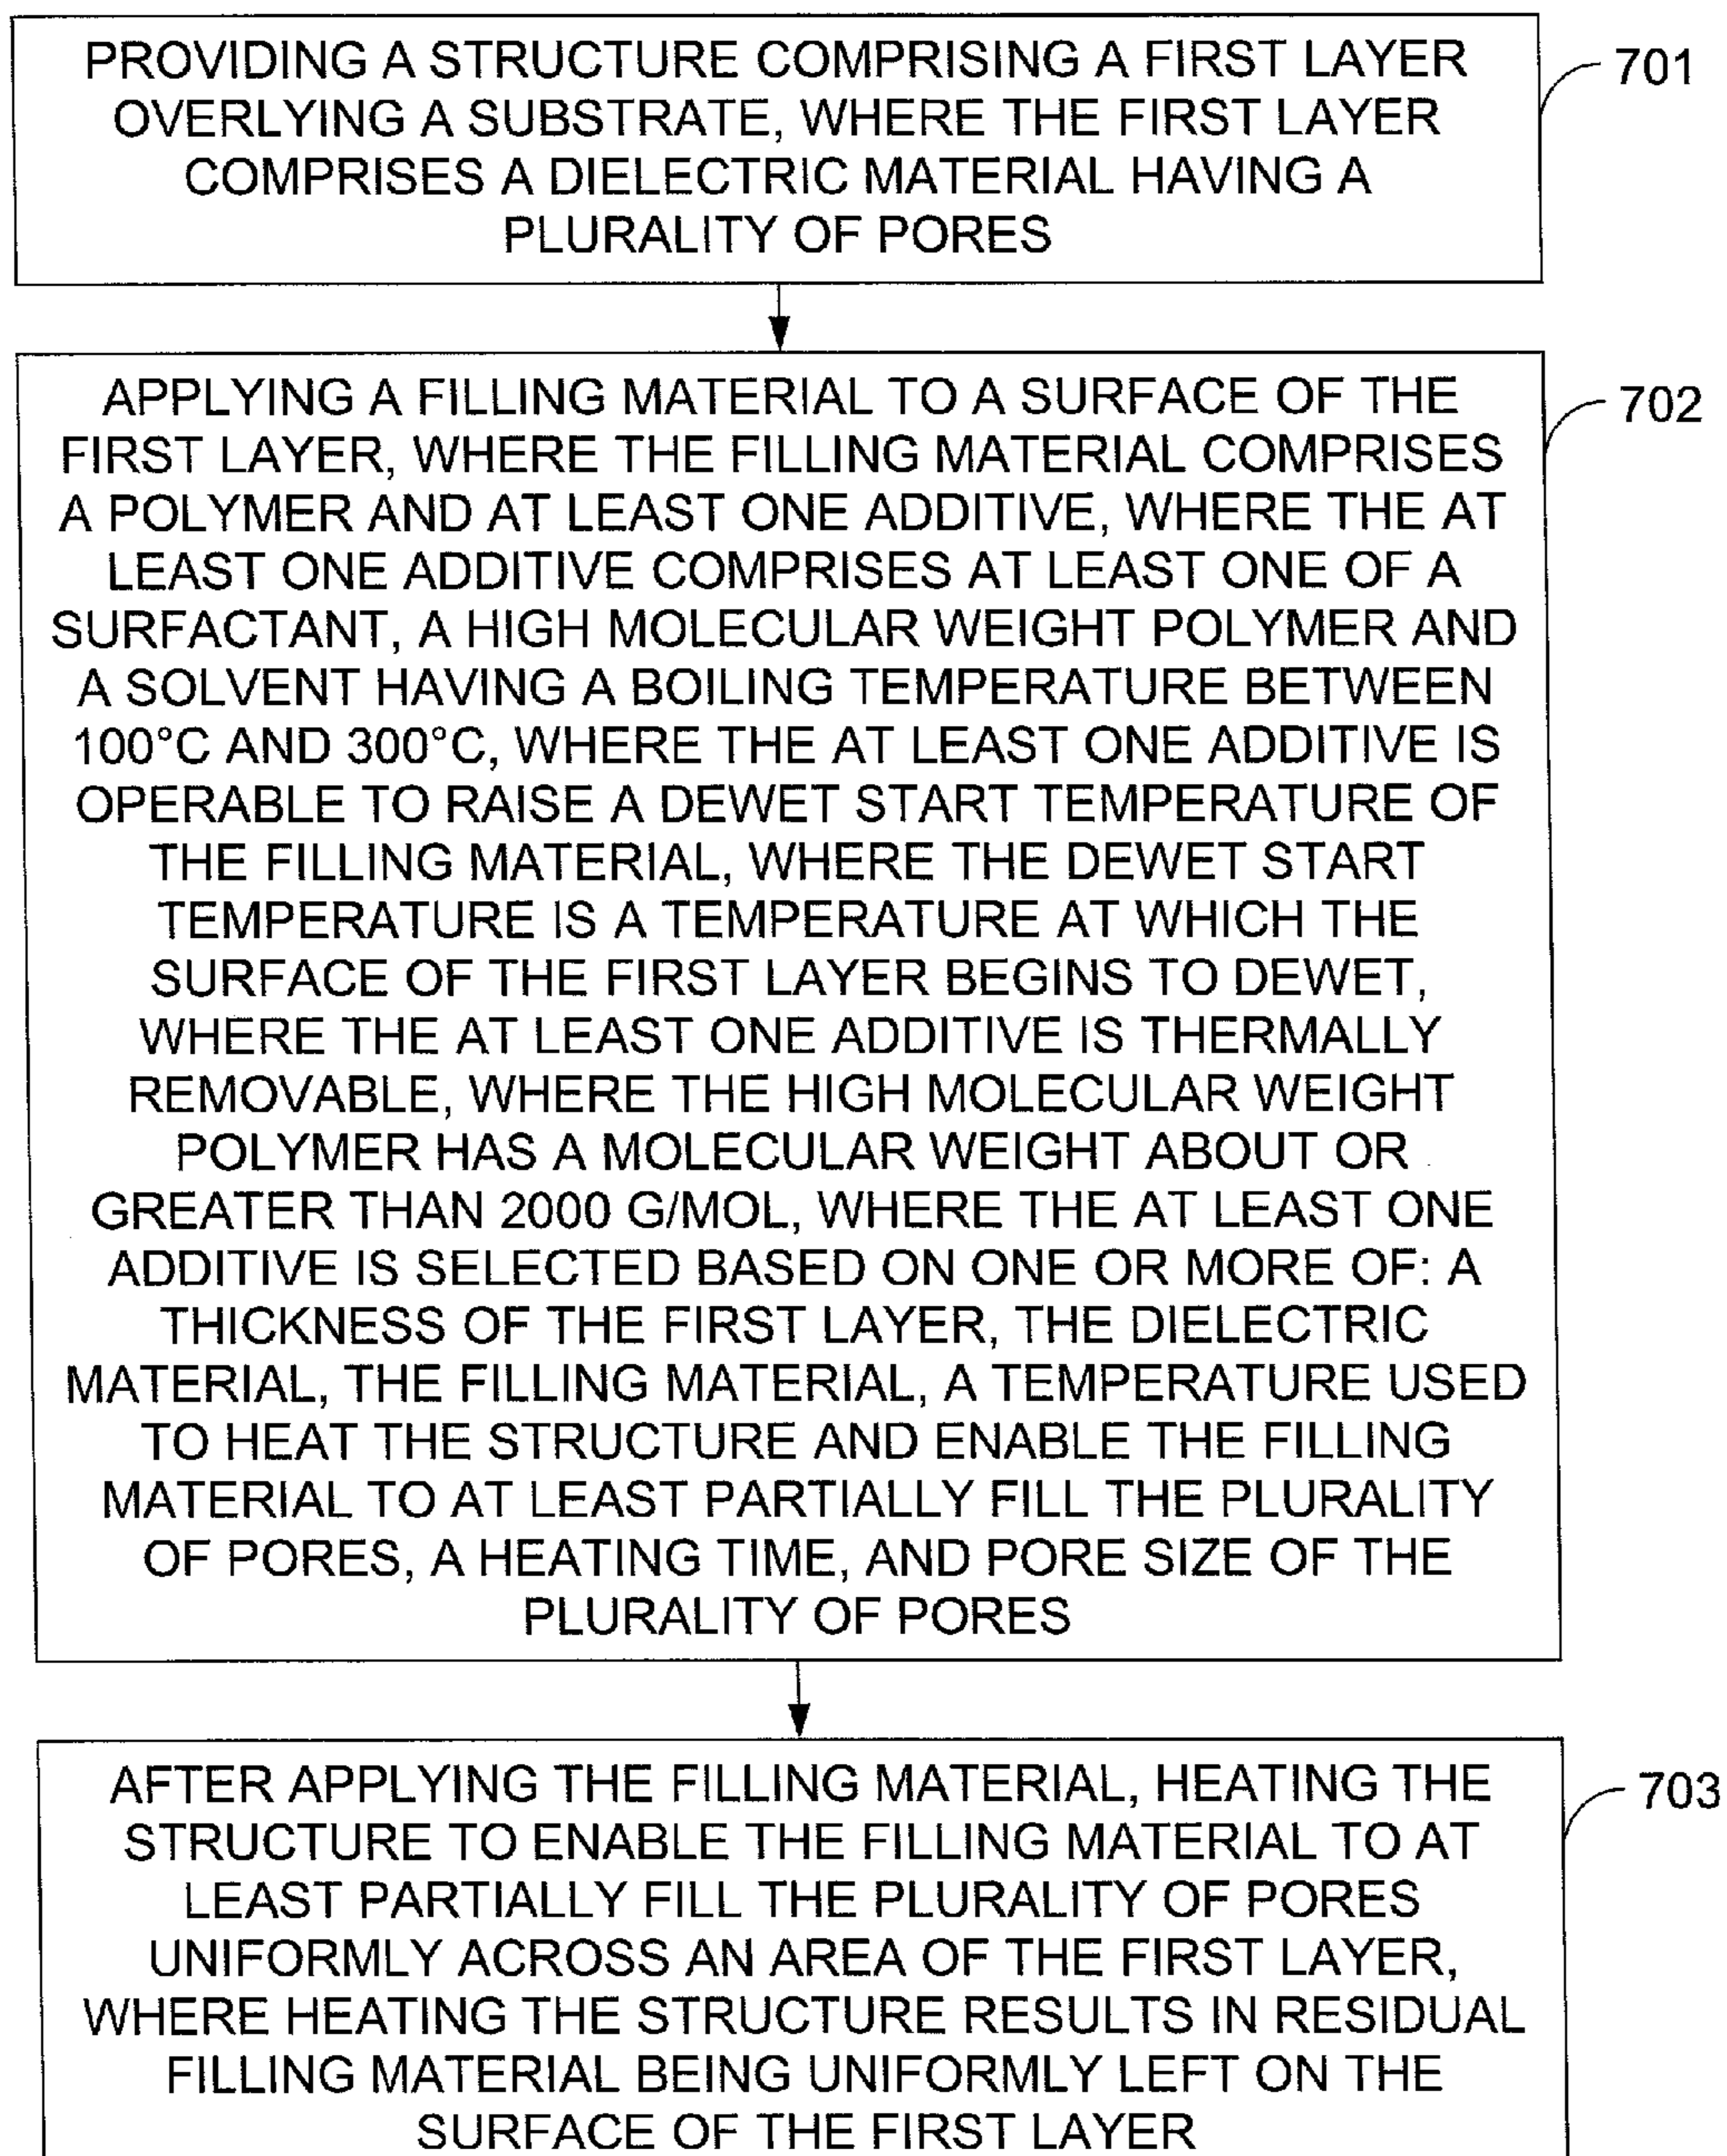 PROVIDING A STRUCTURE COMPRISING A FIRST LAYER
OVERLYING A SUBSTRATE, WHERE THE FIRST LAYER
COMPRISES A DIELECTRIC MATERIAL HAVING A
PLURALITY OF PORES
701
APPLYING A FILLING MATERIAL TO A SURFACE OF THE
FIRST LAYER, WHERE THE FILLING MATERIAL COMPRISES
A POLYMER AND AT LEAST ONE ADDITIVE, WHERE THE AT
LEAST ONE ADDITIVE COMPRISES AT LEAST ONE OF A
SURFACTANT, A HIGH MOLECULAR WEIGHT POLYMER AND
A SOLVENT HAVING A BOILING TEMPERATURE BETWEEN
100°C AND 300°C, WHERE THE AT LEAST ONE ADDITIVE IS
OPERABLE TO RAISE A DEWET START TEMPERATURE OF
THE FILLING MATERIAL, WHERE THE DEWET START
TEMPERATURE IS A TEMPERATURE AT WHICH THE
SURFACE OF THE FIRST LAYER BEGINS TO DEWET,
WHERE THE AT LEAST ONE ADDITIVE IS THERMALLY
REMOVABLE, WHERE THE HIGH MOLECULAR WEIGHT
POLYMER HAS A MOLECULAR WEIGHT ABOUT OR
GREATER THAN 2000 G/MOL, WHERE THE AT LEAST ONE
ADDITIVE IS SELECTED BASED ON ONE OR MORE OF: A
THICKNESS OF THE FIRST LAYER, THE DIELECTRIC
MATERIAL, THE FILLING MATERIAL, A TEMPERATURE USED
TO HEAT THE STRUCTURE AND ENABLE THE FILLING
MATERIAL TO AT LEAST PARTIALLY FILL THE PLURALITY
OF PORES, A HEATING TIME, AND PORE SIZE OF THE
PLURALITY OF PORES
702
AFTER APPLYING THE FILLING MATERIAL, HEATING THE
STRUCTURE TO ENABLE THE FILLING MATERIAL TO AT
LEAST PARTIALLY FILL THE PLURALITY OF PORES
UNIFORMLY ACROSS AN AREA OF THE FIRST LAYER,
WHERE HEATING THE STRUCTURE RESULTS IN RESIDUAL
FILLING MATERIAL BEING UNIFORMLY LEFT ON THE
SURFACE OF THE FIRST LAYER
703